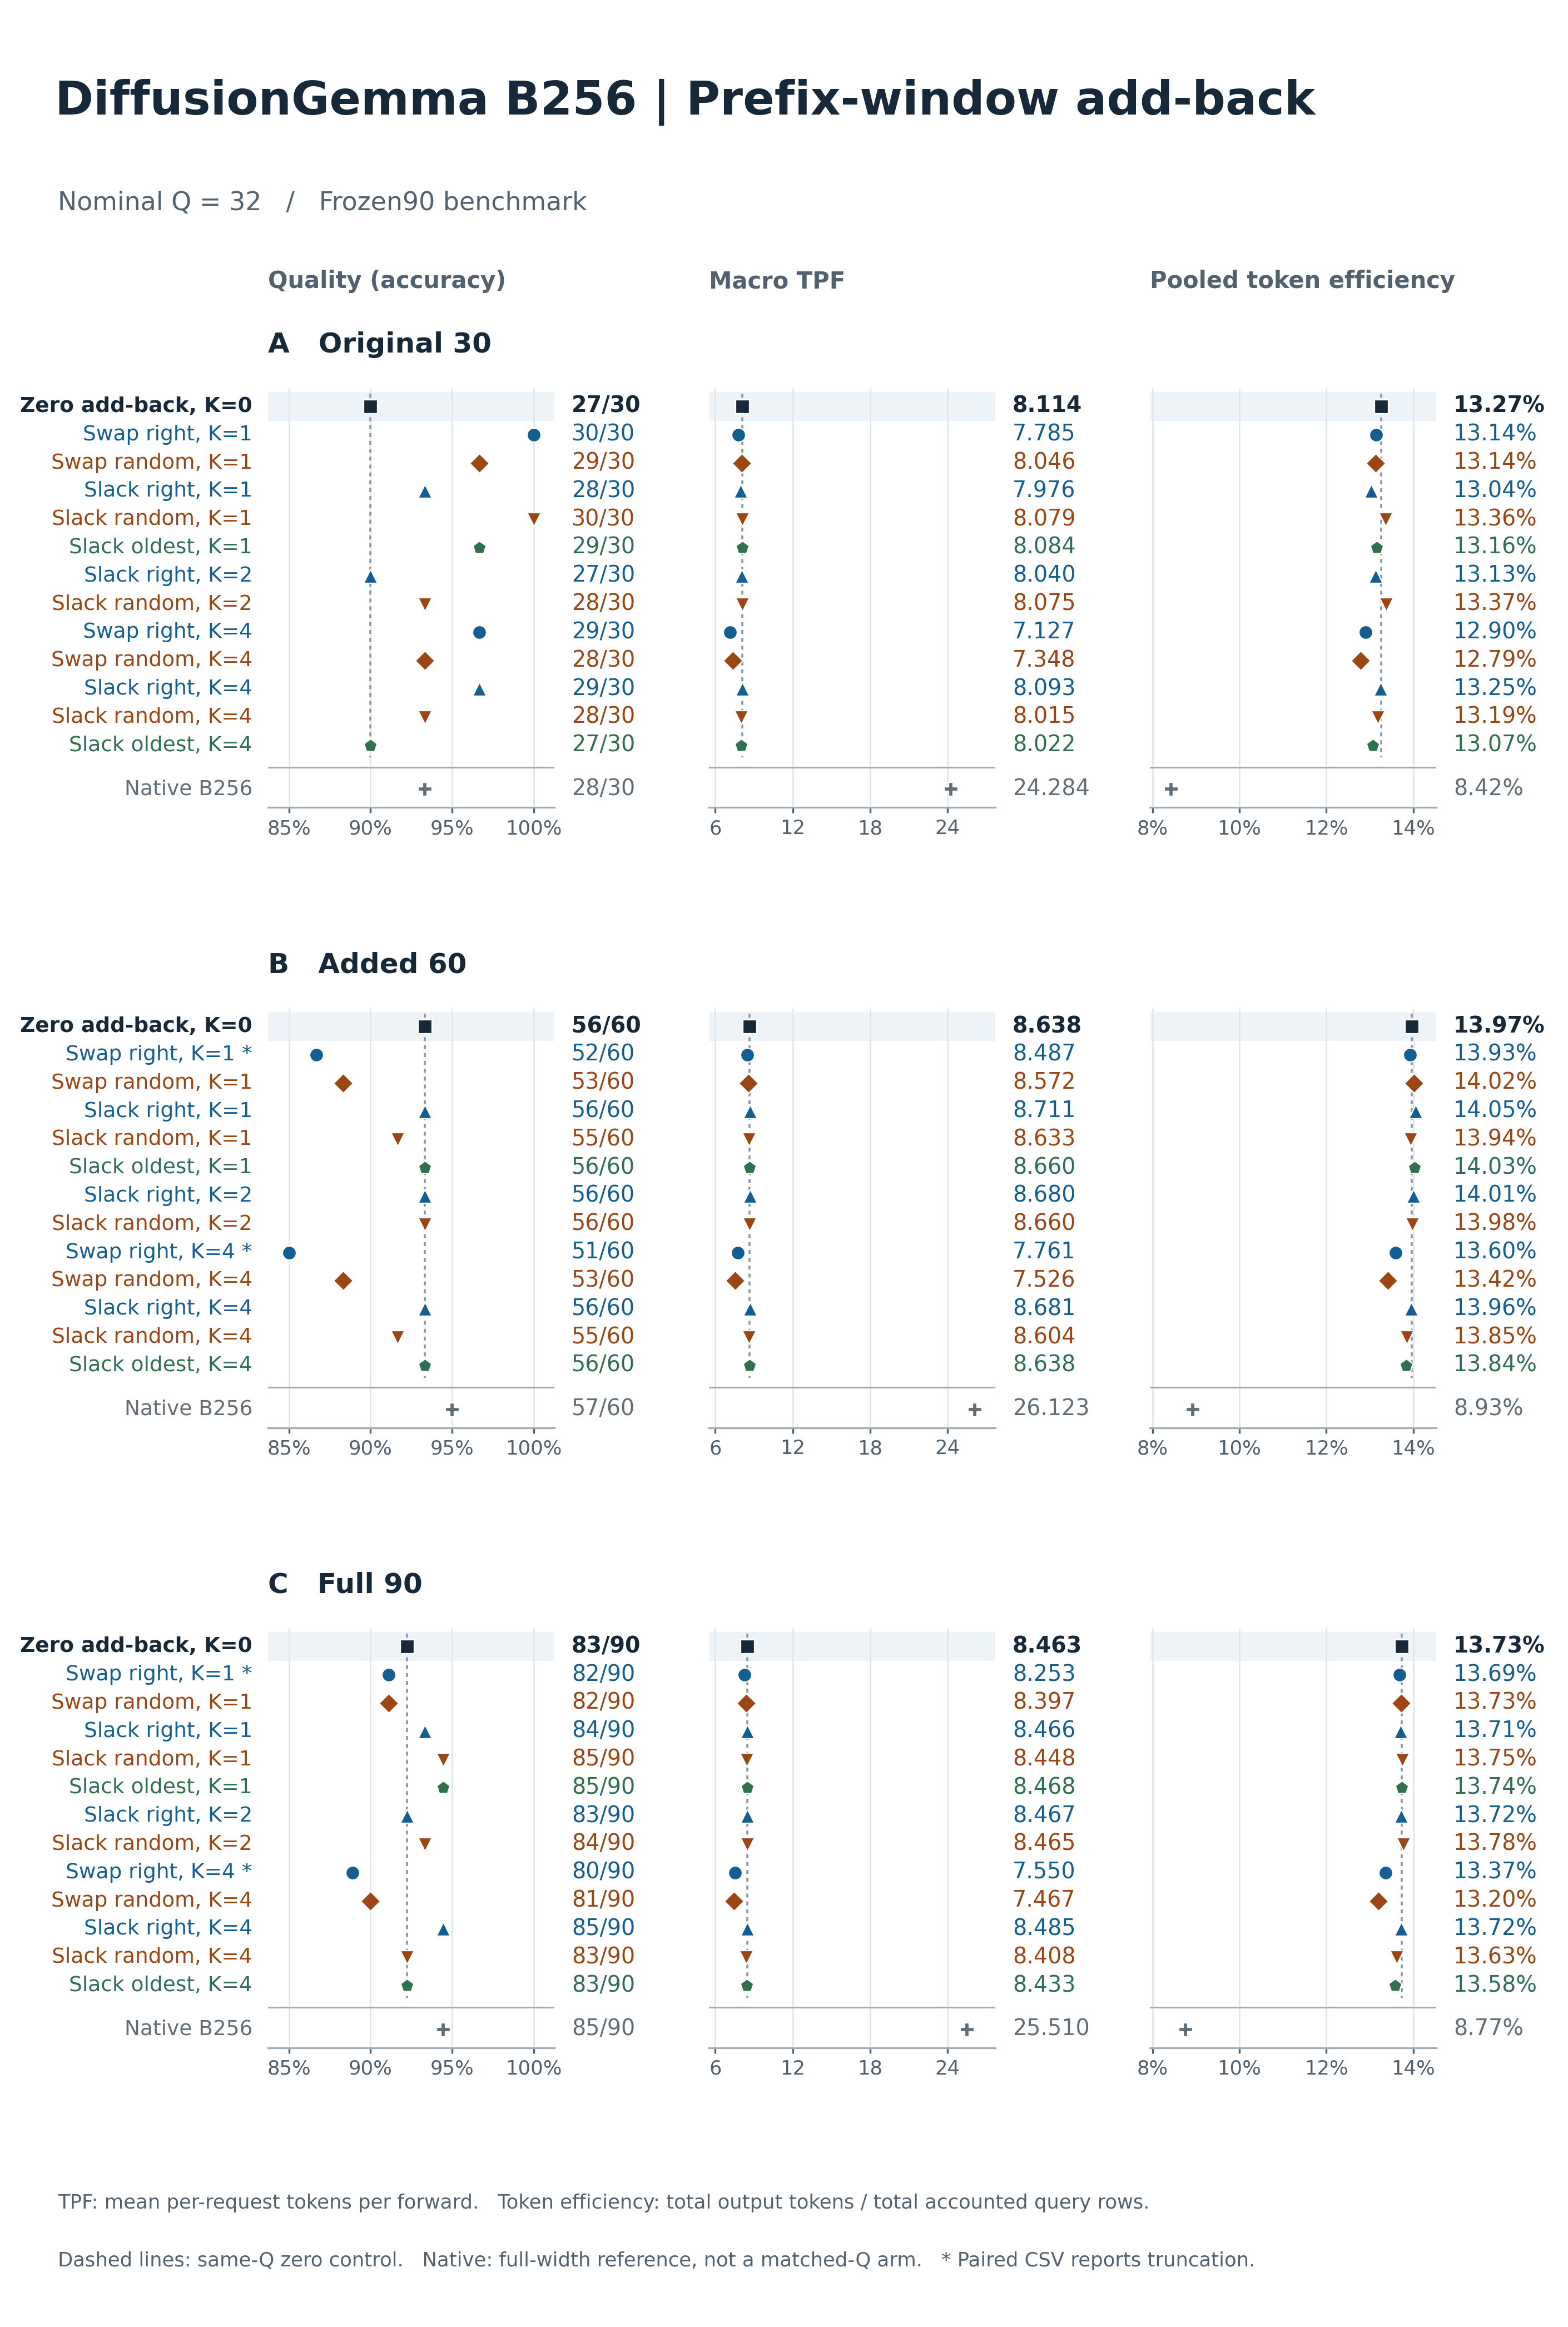 DiffusionGemma B256 | Prefix-window add-back
Nominal Q = 32 / Frozen90 benchmark
Quality (accuracy) Macro TPF Pooled token efficiency
A Original 30
Zero add-back, K=0 27/30 8.114 13.27%
Swap right, K=1 30/30 7.785 13.14%
Swap random, K=1 29/30 8.046 13.14%
Slack right, K=1 28/30 7.976 13.04%
Slack random, K=1 30/30 8.079 13.36%
Slack oldest, K=1 29/30 8.084 13.16%
Slack right, K=2 27/30 8.040 13.13%
Slack random, K=2 28/30 8.075 13.37%
Swap right, K=4 29/30 7.127 12.90%
Swap random, K=4 28/30 7.348 12.79%
Slack right, K=4 29/30 8.093 13.25%
Slack random, K=4 28/30 8.015 13.19%
Slack oldest, K=4 27/30 8.022 13.07%
Native B256 28/30 24.284 8.42%
85% 90% 95% 100% 6 12 18 24 8% 10% 12% 14%
B Added 60
Zero add-back, K=0 56/60 8.638 13.97%
Swap right, K=1 * 52/60 8.487 13.93%
Swap random, K=1 53/60 8.572 14.02%
Slack right, K=1 56/60 8.711 14.05%
Slack random, K=1 55/60 8.633 13.94%
Slack oldest, K=1 56/60 8.660 14.03%
Slack right, K=2 56/60 8.680 14.01%
Slack random, K=2 56/60 8.660 13.98%
Swap right, K=4 * 51/60 7.761 13.60%
Swap random, K=4 53/60 7.526 13.42%
Slack right, K=4 56/60 8.681 13.96%
Slack random, K=4 55/60 8.604 13.85%
Slack oldest, K=4 56/60 8.638 13.84%
Native B256 57/60 26.123 8.93%
85% 90% 95% 100% 6 12 18 24 8% 10% 12% 14%
C Full 90
Zero add-back, K=0 83/90 8.463 13.73%
Swap right, K=1 * 82/90 8.253 13.69%
Swap random, K=1 82/90 8.397 13.73%
Slack right, K=1 84/90 8.466 13.71%
Slack random, K=1 85/90 8.448 13.75%
Slack oldest, K=1 85/90 8.468 13.74%
Slack right, K=2 83/90 8.467 13.72%
Slack random, K=2 84/90 8.465 13.78%
Swap right, K=4 * 80/90 7.550 13.37%
Swap random, K=4 81/90 7.467 13.20%
Slack right, K=4 85/90 8.485 13.72%
Slack random, K=4 83/90 8.408 13.63%
Slack oldest, K=4 83/90 8.433 13.58%
Native B256 85/90 25.510 8.77%
85% 90% 95% 100% 6 12 18 24 8% 10% 12% 14%
TPF: mean per-request tokens per forward. Token efficiency: total output tokens / total accounted query rows.
Dashed lines: same-Q zero control. Native: full-width reference, not a matched-Q arm. * Paired CSV reports truncation.